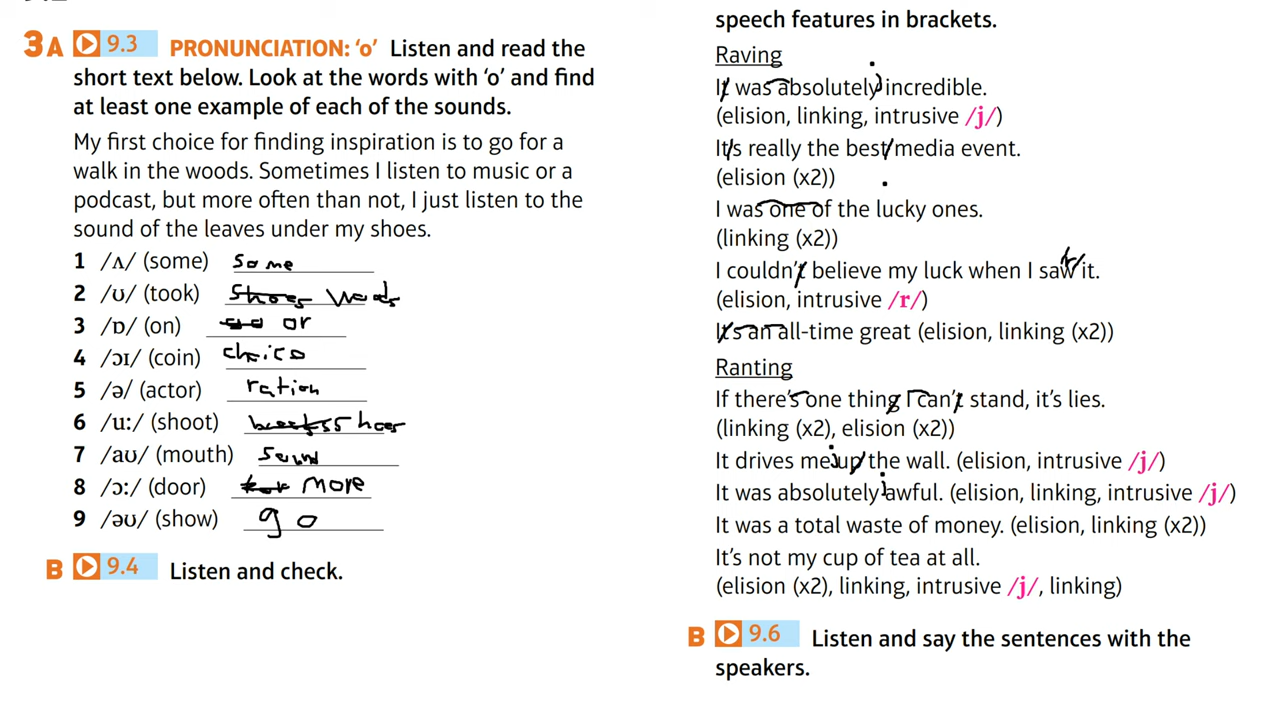 3 A 9.3 PRONUNCIATION: ‘o’ Listen and read the
short text below. Look at the words with ‘o’ and find
at least one example of each of the sounds.
My first choice for finding inspiration is to go for a
walk in the woods. Sometimes I listen to music or a
podcast, but more often than not, I just listen to the
sound of the leaves under my shoes.
1 /ʌ/ (some) some
2 /ʊ/ (took) shoes woods
3 /ɒ/ (on) or
4 /ɔɪ/ (coin) choice
5 /ə/ (actor) ration
6 /uː/ (shoot) shoes
7 /aʊ/ (mouth) sound
8 /ɔː/ (door) for more
9 /əʊ/ (show) go
B 9.4 Listen and check.
speech features in brackets.
Raving
It was absolutely incredible.
(elision, linking, intrusive /j/)
It’s really the best media event.
(elision (x2))
I was one of the lucky ones.
(linking (x2))
I couldn’t believe my luck when I saw r it.
(elision, intrusive /r/)
It’s an all-time great (elision, linking (x2))
Ranting
If there’s one thing I can’t stand, it’s lies.
(linking (x2), elision (x2))
It drives me j up the wall. (elision, intrusive /j/)
It was absolutely j awful. (elision, linking, intrusive /j/)
It was a total waste of money. (elision, linking (x2))
It’s not my cup of tea at all.
(elision (x2), linking, intrusive /j/, linking)
B 9.6 Listen and say the sentences with the
speakers.